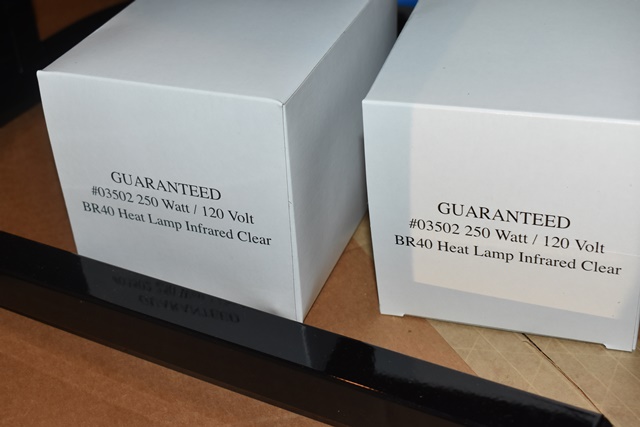 GUARANTEED
#03502 250 Watt / 120 Volt
BR40 Heat Lamp Infrared Clear
GUARANTEED
#03502 250 Watt / 120 Volt
BR40 Heat Lamp Infrared Clear